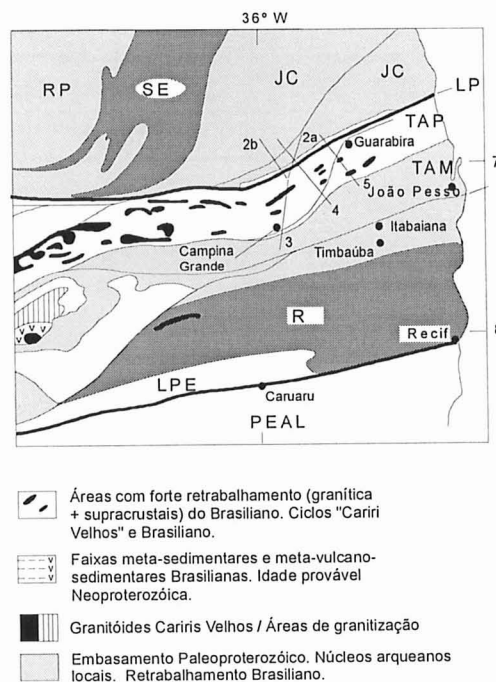 36º W
JC
JC
LP
RP
SE
TAP
2a
2b
Guarabira
7
TAM
5
João Pesso
4
Itabaiana
3
Campina
Grande
Timbaúba
R
Recif
8
LPE
Caruaru
PEAL
Áreas com forte retrabalhamento (granítica
+ supracrustais) do Brasiliano. Ciclos "Cariri
Velhos" e Brasiliano.
Faixas meta-sedimentares e meta-vulcano-
sedimentares Brasilianas. Idade provável
Neoproterozóica.
Granitóides Cariris Velhos / Áreas de granitização
Embasamento Paleoproterozóico. Núcleos arqueanos
locais. Retrabalhamento Brasiliano.